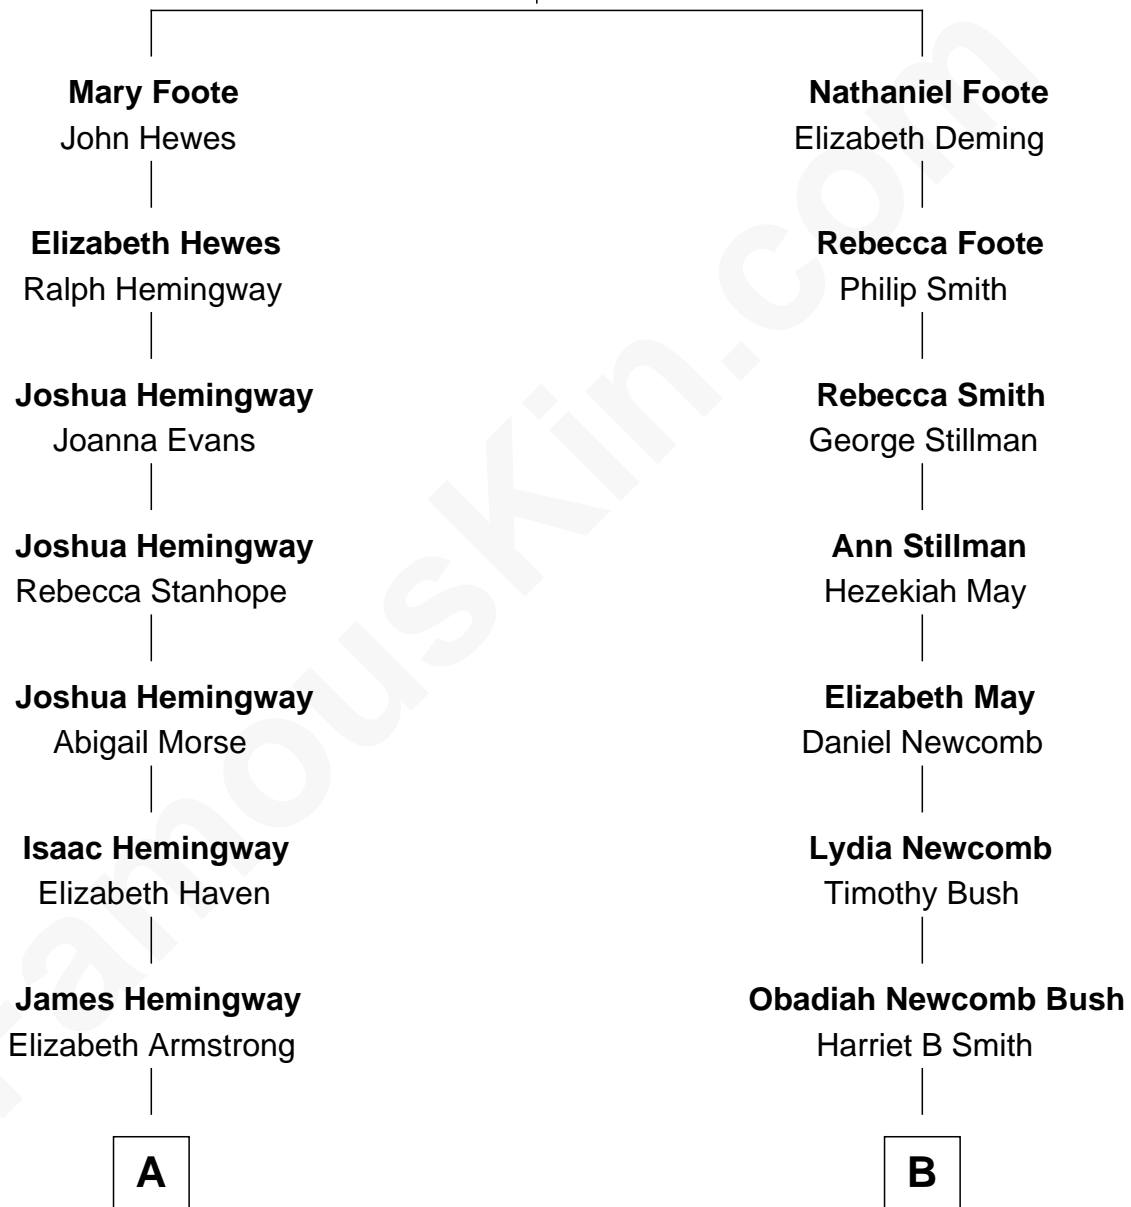 Mary Foote
John Hewes
Nathaniel Foote
Elizabeth Deming
Elizabeth Hewes
Ralph Hemingway
Rebecca Foote
Philip Smith
Joshua Hemingway
Joanna Evans
Rebecca Smith
George Stillman
Joshua Hemingway
Rebecca Stanhope
Ann Stillman
Hezekiah May
Joshua Hemingway
Abigail Morse
Elizabeth May
Daniel Newcomb
Isaac Hemingway
Elizabeth Haven
Lydia Newcomb
Timothy Bush
James Hemingway
Elizabeth Armstrong
Obadiah Newcomb Bush
Harriet B Smith
A
B
FamousKin.com